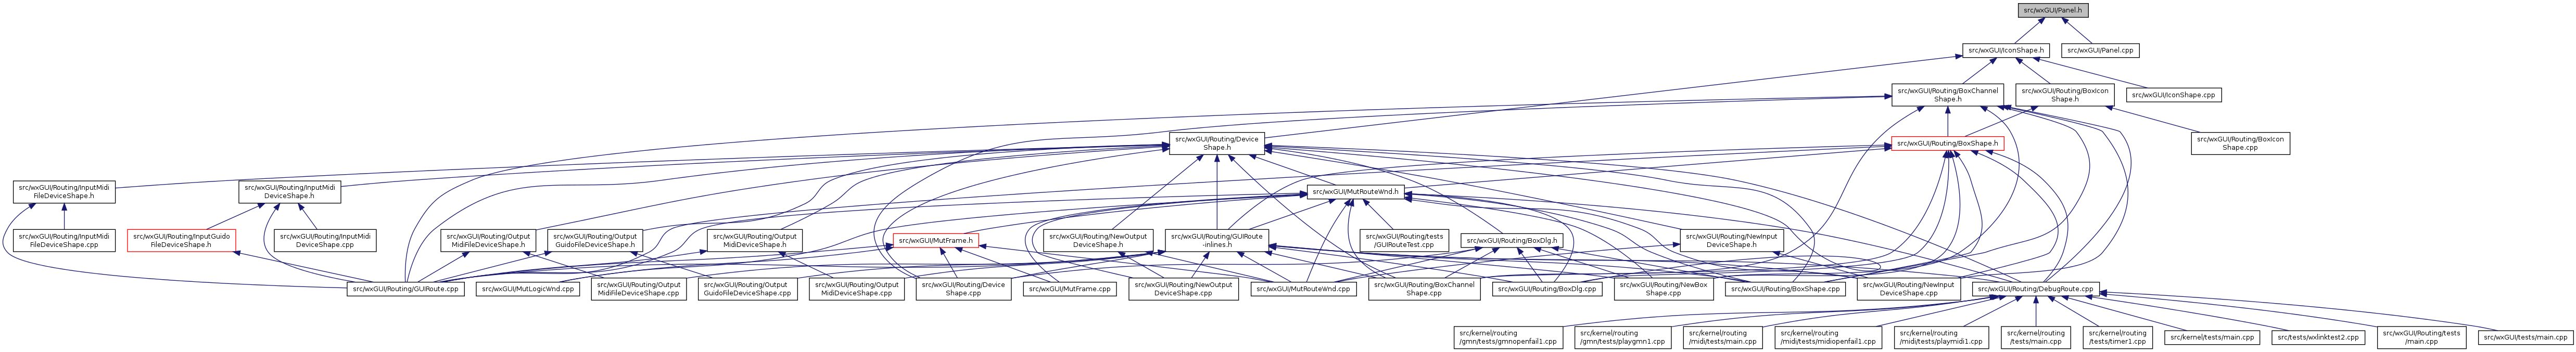 src/wxGUI/Panel.h
src/wxGUI/IconShape.h
src/wxGUI/Panel.cpp
src/wxGUI/Routing/BoxChannel
Shape.h
src/wxGUI/Routing/BoxIcon
Shape.h
src/wxGUI/IconShape.cpp
src/wxGUI/Routing/Device
Shape.h
src/wxGUI/Routing/BoxShape.h
src/wxGUI/Routing/BoxIcon
Shape.cpp
src/wxGUI/Routing/InputMidi
FileDeviceShape.h
src/wxGUI/Routing/InputMidi
DeviceShape.h
src/wxGUI/MutRouteWnd.h
src/wxGUI/Routing/InputMidi
FileDeviceShape.cpp
src/wxGUI/Routing/InputGuido
FileDeviceShape.h
src/wxGUI/Routing/InputMidi
DeviceShape.cpp
src/wxGUI/Routing/Output
MidiFileDeviceShape.h
src/wxGUI/Routing/Output
GuidoFileDeviceShape.h
src/wxGUI/Routing/Output
MidiDeviceShape.h
src/wxGUI/MutFrame.h
src/wxGUI/Routing/NewOutput
DeviceShape.h
src/wxGUI/Routing/GUIRoute
-inlines.h
src/wxGUI/Routing/tests
/GUIRouteTest.cpp
src/wxGUI/Routing/BoxDlg.h
src/wxGUI/Routing/NewInput
DeviceShape.h
src/wxGUI/Routing/GUIRoute.cpp
src/wxGUI/MutLogicWnd.cpp
src/wxGUI/Routing/Output
MidiFileDeviceShape.cpp
src/wxGUI/Routing/Output
GuidoFileDeviceShape.cpp
src/wxGUI/Routing/Output
MidiDeviceShape.cpp
src/wxGUI/Routing/Device
Shape.cpp
src/wxGUI/MutFrame.cpp
src/wxGUI/Routing/NewOutput
DeviceShape.cpp
src/wxGUI/MutRouteWnd.cpp
src/wxGUI/Routing/BoxChannel
Shape.cpp
src/wxGUI/Routing/BoxDlg.cpp
src/wxGUI/Routing/NewBox
Shape.cpp
src/wxGUI/Routing/BoxShape.cpp
src/wxGUI/Routing/NewInput
DeviceShape.cpp
src/wxGUI/Routing/DebugRoute.cpp
src/kernel/routing
/gmn/tests/gmnopenfail1.cpp
src/kernel/routing
/gmn/tests/playgmn1.cpp
src/kernel/routing
/midi/tests/main.cpp
src/kernel/routing
/midi/tests/midiopenfail1.cpp
src/kernel/routing
/midi/tests/playmidi1.cpp
src/kernel/routing
/tests/main.cpp
src/kernel/routing
/tests/timer1.cpp
src/kernel/tests/main.cpp
src/tests/wxlinktest2.cpp
src/wxGUI/Routing/tests
/main.cpp
src/wxGUI/tests/main.cpp